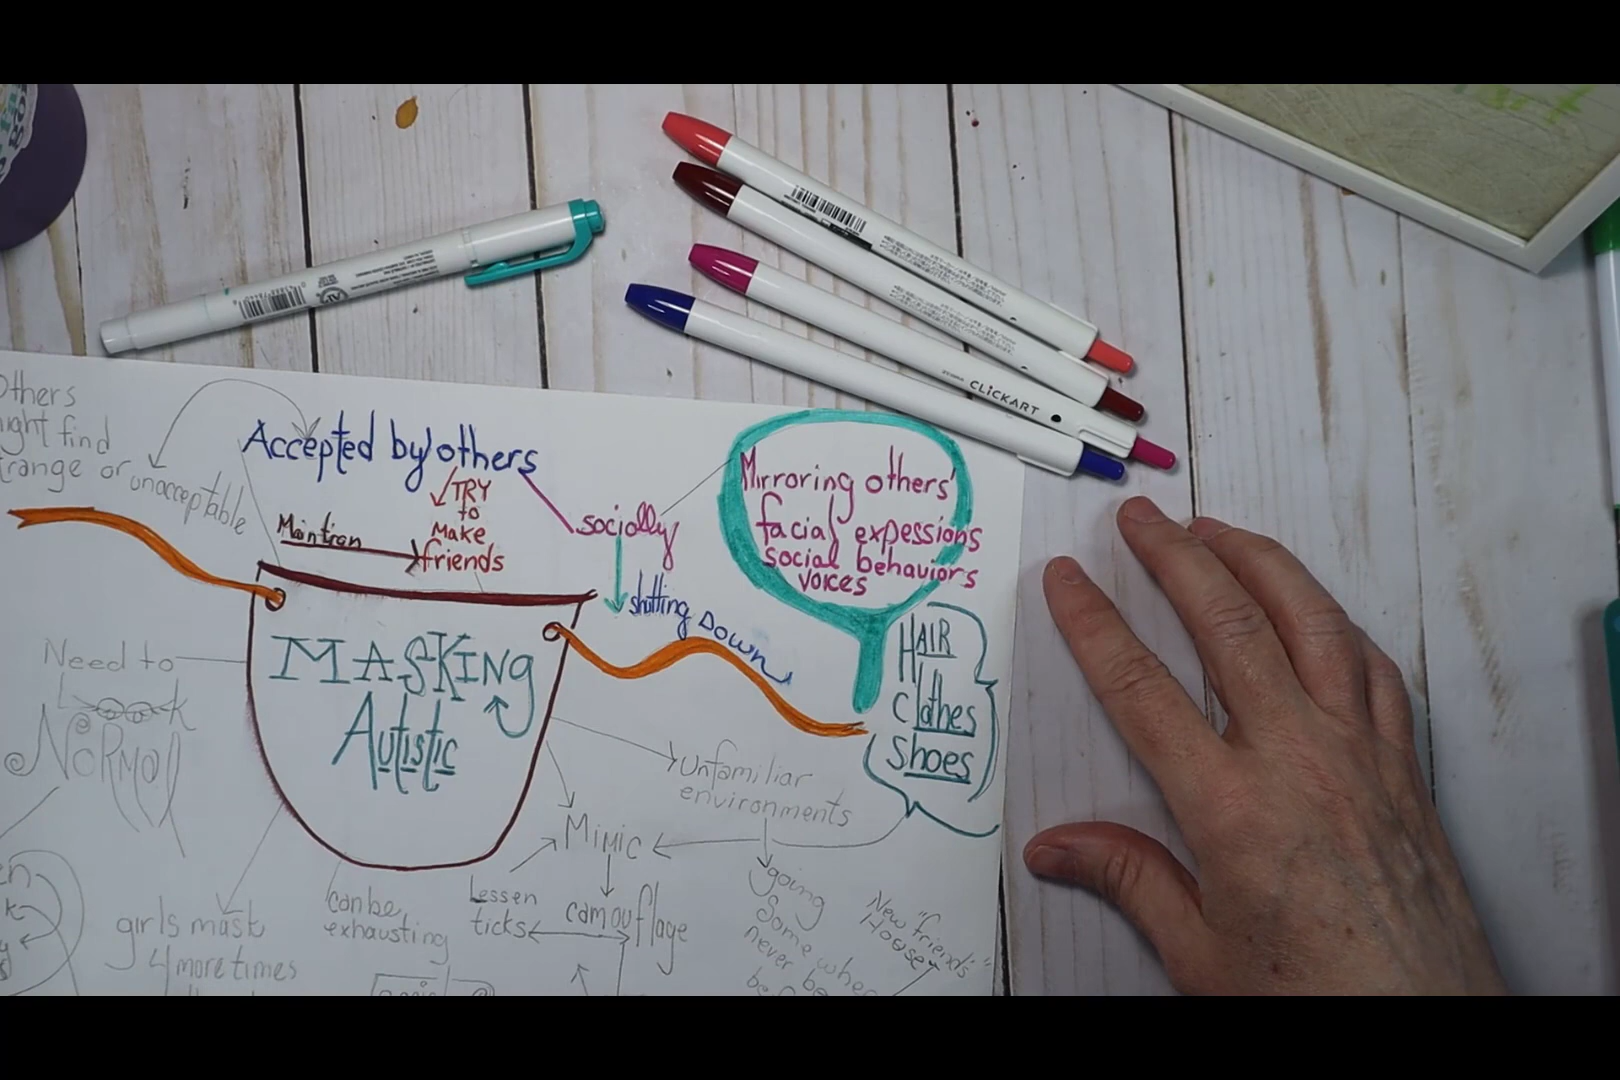 Others
might find
strange or unacceptable
Accepted by others
TRY
to
Make
friends
Maintian
socially
shutting Down
Mirroring others'
facial expessions
social behaviors
voices
HAIR
Clothes
shoes
MASKING
Autistic
Need to
Look
Normal
Unfamiliar
environments
Mimic
Lessen
ticks
camouflage
can be
exhausting
girls mask
4 more times
going
Some where
never be
New "friends"
House
CLiCKART